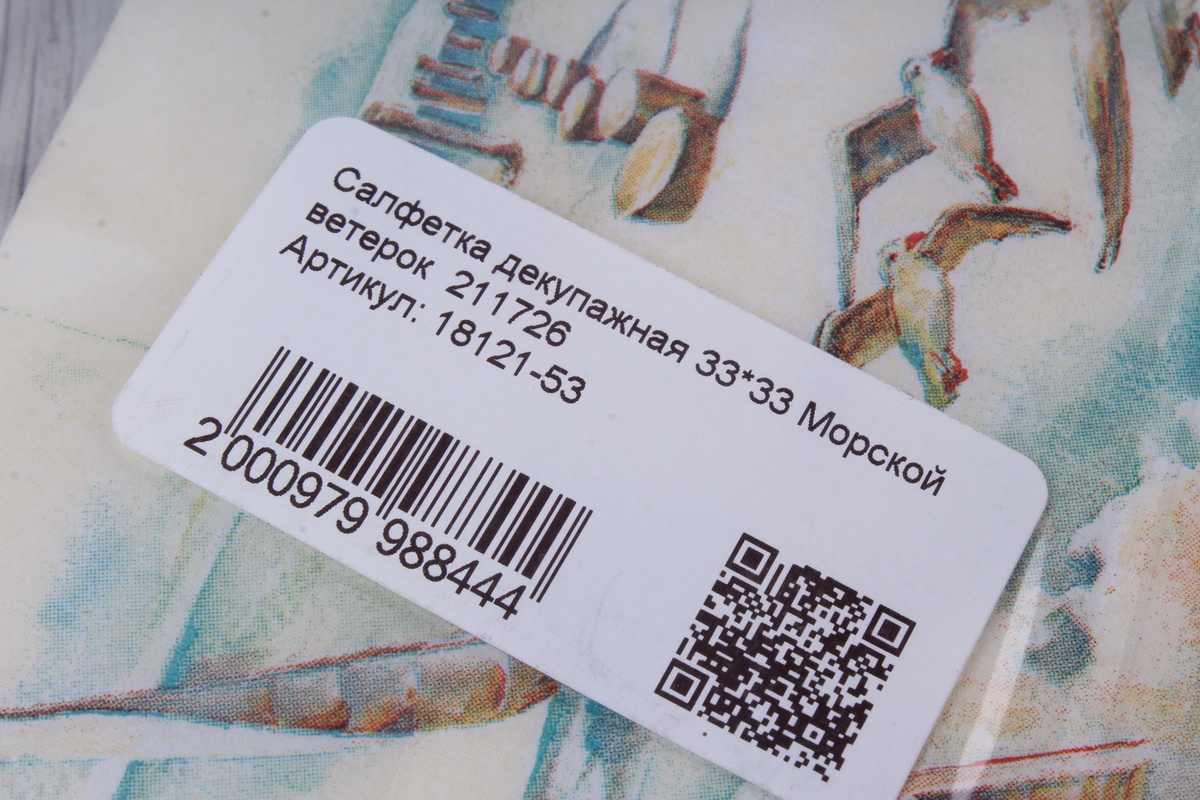 Салфетка декупажная 33*33 Морской
ветерок 211726
Артикул: 18121-53
2 000979 988444